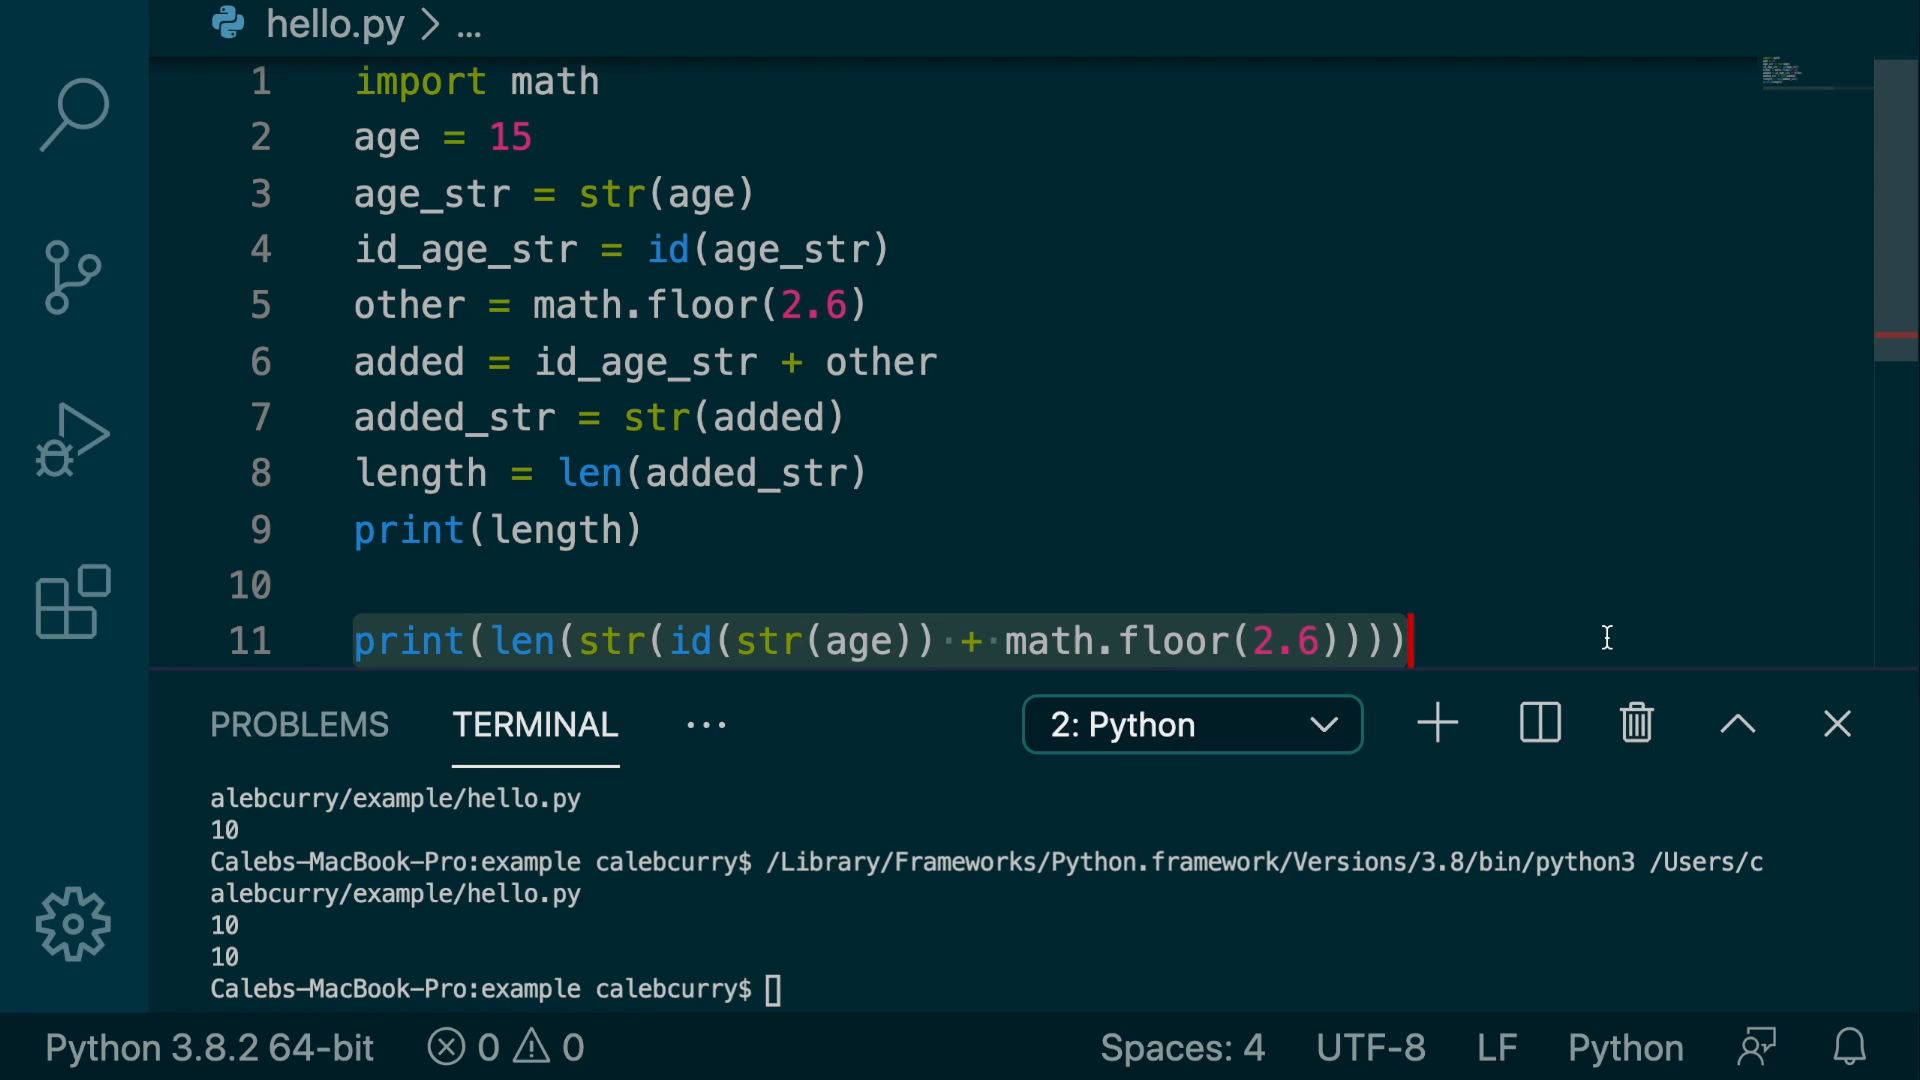 hello.py > ...
1 import math
2 age = 15
3 age_str = str(age)
4 id_age_str = id(age_str)
5 other = math.floor(2.6)
6 added = id_age_str + other
7 added_str = str(added)
8 length = len(added_str)
9 print(length)
10
11 print(len(str(id(str(age)) + math.floor(2.6))))
PROBLEMS TERMINAL ... 2: Python
alebcurry/example/hello.py
10
Calebs-MacBook-Pro:example calebcurry$ /Library/Frameworks/Python.framework/Versions/3.8/bin/python3 /Users/c
alebcurry/example/hello.py
10
10
Calebs-MacBook-Pro:example calebcurry$
Python 3.8.2 64-bit 0 0 Spaces: 4 UTF-8 LF Python